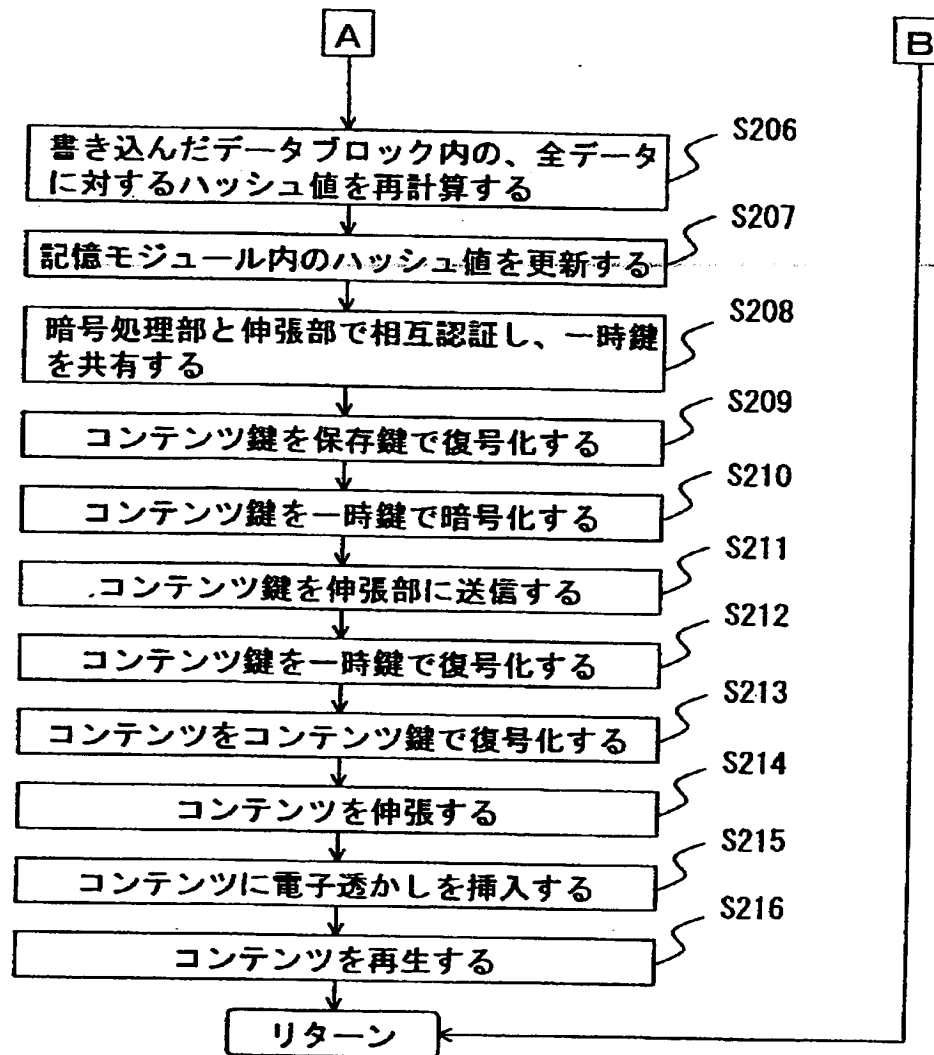 A
B
書き込んだデータブロック内の、全データ
に対するハッシュ値を再計算する
S206
記憶モジュール内のハッシュ値を更新する
S207
暗号処理部と伸張部で相互認証し、一時鍵
を共有する
S208
コンテンツ鍵を保存鍵で復号化する
S209
コンテンツ鍵を一時鍵で暗号化する
S210
コンテンツ鍵を伸張部に送信する
S211
コンテンツ鍵を一時鍵で復号化する
S212
コンテンツをコンテンツ鍵で復号化する
S213
コンテンツを伸張する
S214
コンテンツに電子透かしを挿入する
S215
コンテンツを再生する
S216
リターン